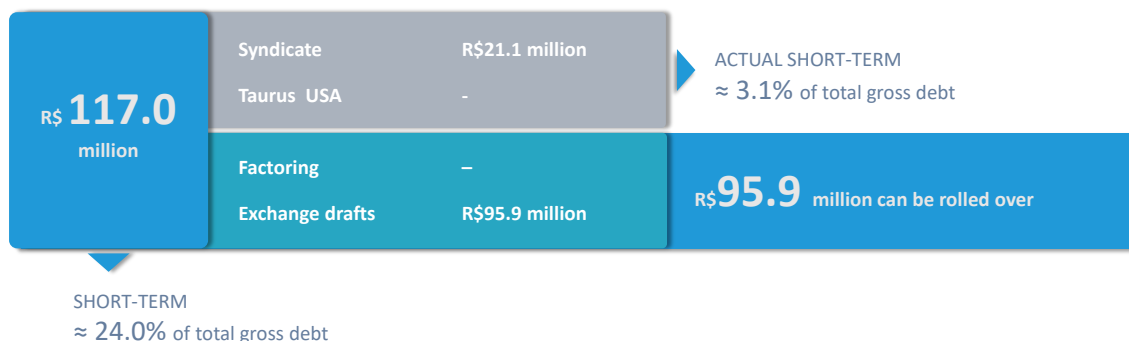 R$ 117.0
million
Syndicate R$21.1 million
Taurus USA -
Factoring –
Exchange drafts R$95.9 million
ACTUAL SHORT-TERM
≈ 3.1% of total gross debt
R$95.9 million can be rolled over
SHORT-TERM
≈ 24.0% of total gross debt